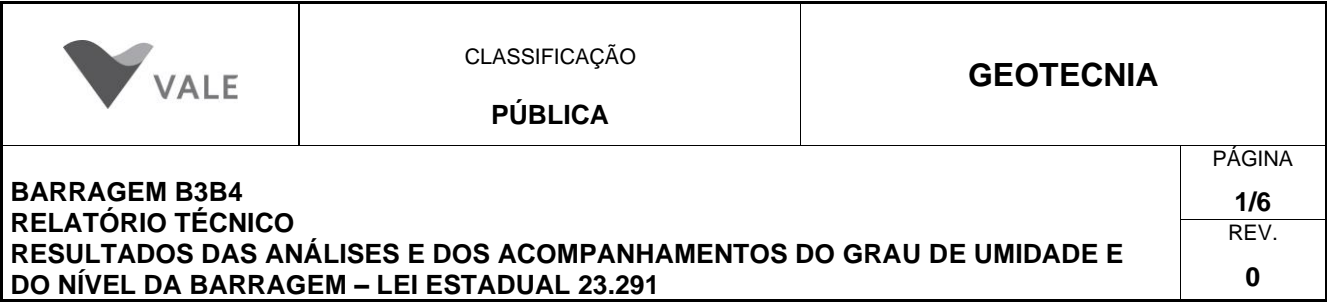 VALE
CLASSIFICAÇÃO
PÚBLICA
GEOTECNIA
BARRAGEM B3B4
RELATÓRIO TÉCNICO
RESULTADOS DAS ANÁLISES E DOS ACOMPANHAMENTOS DO GRAU DE UMIDADE E
DO NÍVEL DA BARRAGEM – LEI ESTADUAL 23.291
PÁGINA
1/6
REV.
0